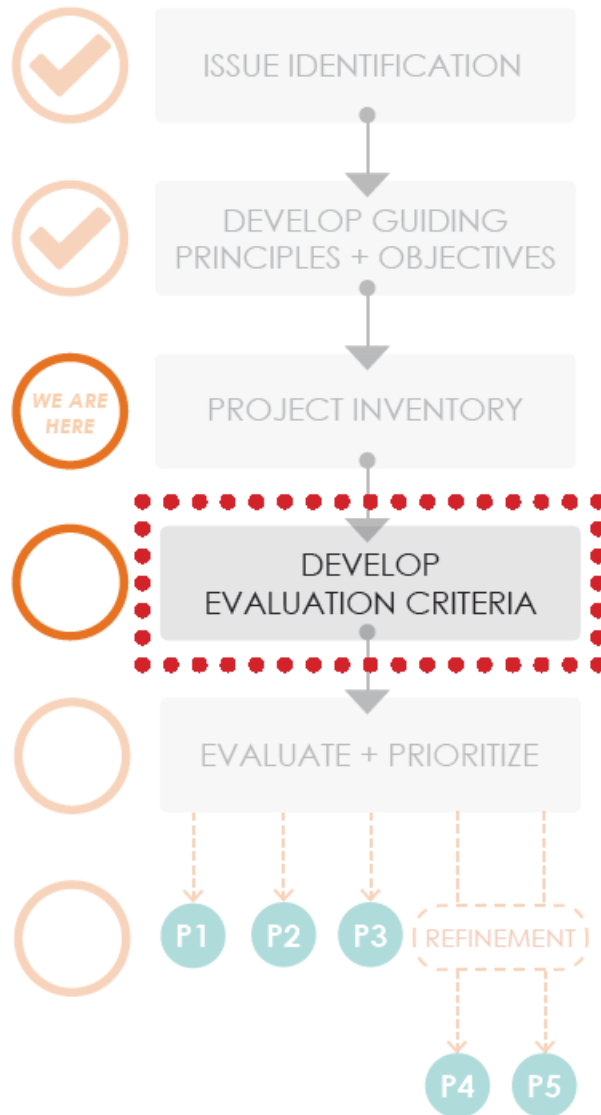 ISSUE IDENTIFICATION
DEVELOP GUIDING
PRINCIPLES + OBJECTIVES
WE ARE
HERE
PROJECT INVENTORY
DEVELOP
EVALUATION CRITERIA
EVALUATE + PRIORITIZE
P1 P2 P3 REFINEMENT
P4 P5